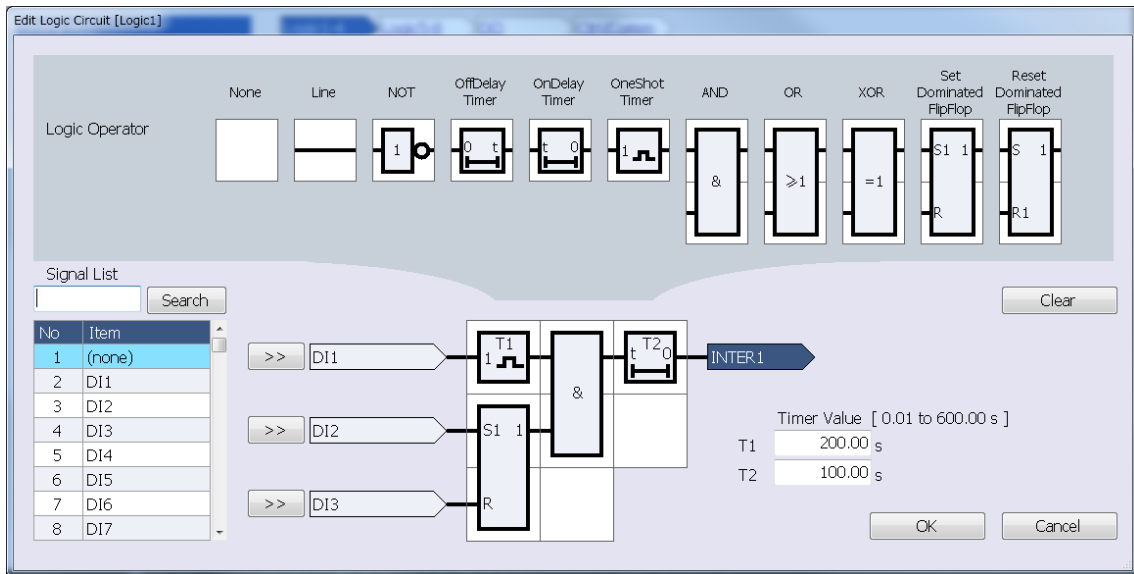 Edit Logic Circuit [Logic1]
None Line NOT OffDelay Timer OnDelay Timer OneShot Timer AND OR XOR Set Dominated FlipFlop Reset Dominated FlipFlop
Logic Operator
1 0 t t 0 1 & ≥1 =1 S1 1 R S 1 R1
Signal List
Search
Clear
No Item
1 (none)
2 DI1
3 DI2
4 DI3
5 DI4
6 DI5
7 DI6
8 DI7
>> DI1 T1 1 & t T2 0 INTER1
>> DI2 S1 1
>> DI3 R
Timer Value [ 0.01 to 600.00 s ]
T1 200.00 s
T2 100.00 s
OK Cancel